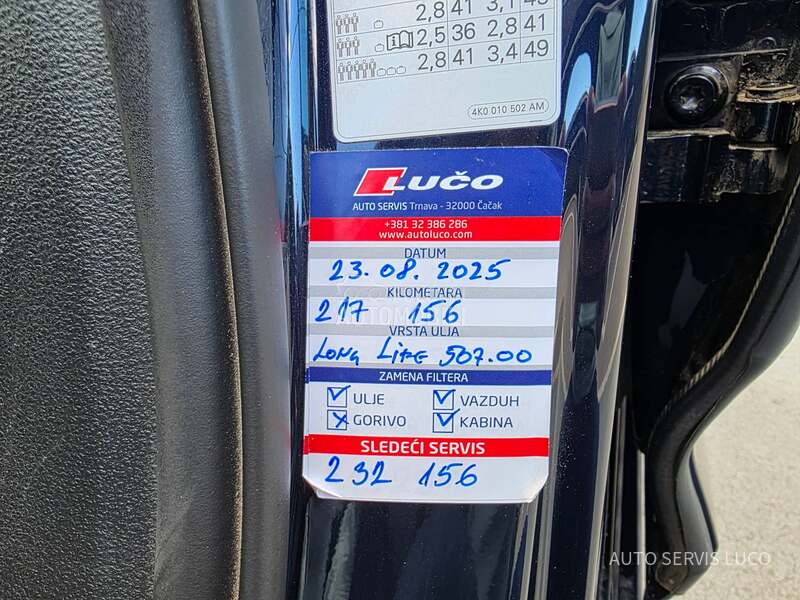 2,8 41 3,1 45
2,5 36 2,8 41
2,8 41 3,4 49
4K0 010 502 AM
LUČO
AUTO SERVIS Trnava - 32000 Čačak
+381 32 386 286
www.autoluco.com
DATUM
23.08.2025
KILOMETARA
217 156
VRSTA ULJA
LONG LIFE 507.00
ZAMENA FILTERA
ULJE VAZDUH
GORIVO KABINA
SLEDEĆI SERVIS
232 156
AUTO SERVIS LUCO